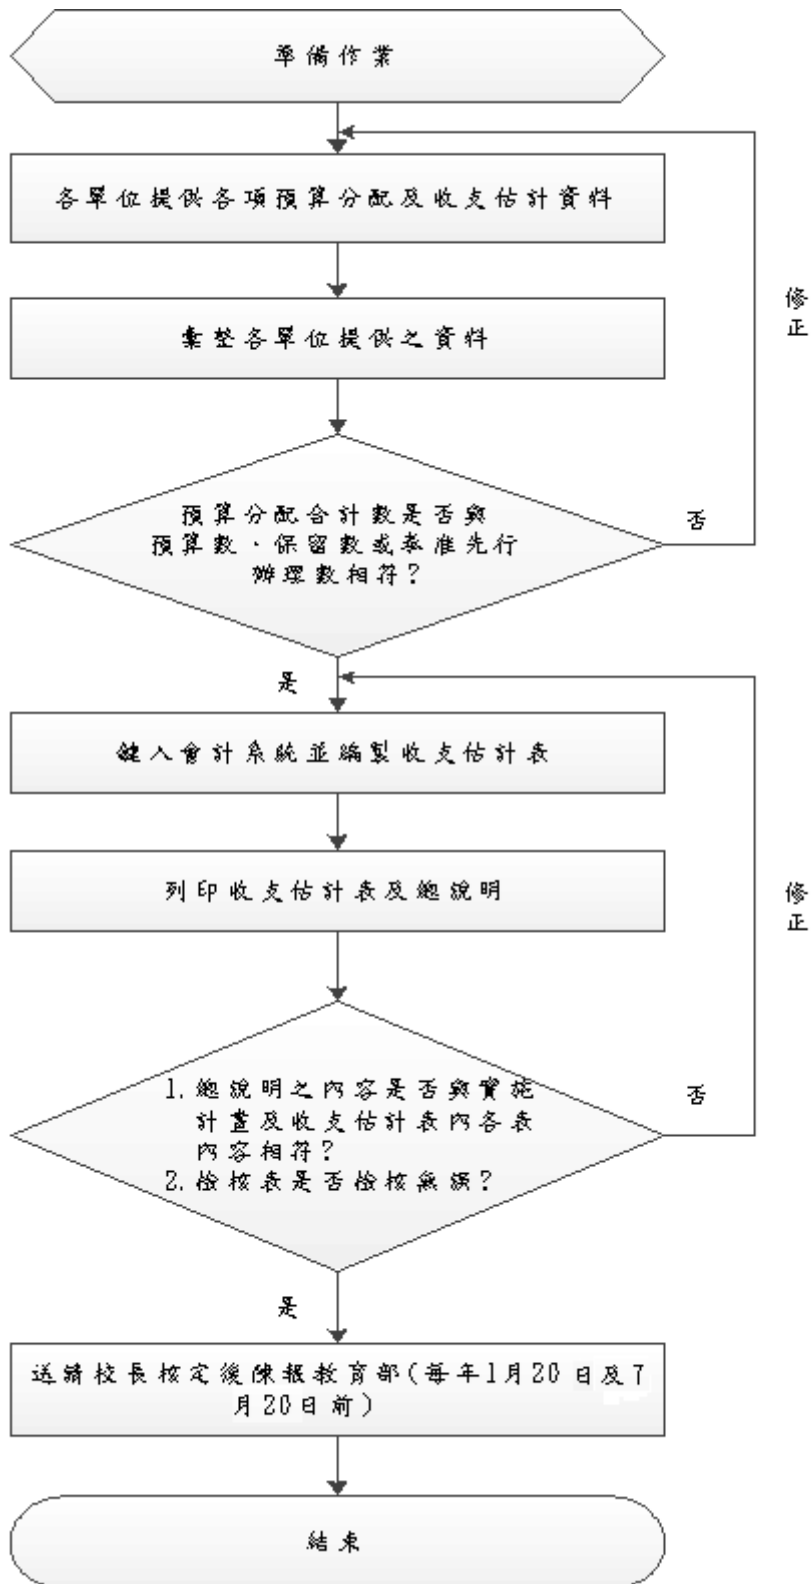 準備作業
各單位提供各項預算分配及收支估計資料
彙整各單位提供之資料
修
正
預算分配合計數是否與
預算數、保留數或奉准先行
辦理數相符?
否
是
鍵入會計系統並編製收支估計表
列印收支估計表及總說明
修
正
1. 總說明之內容是否與實施
計畫及收支估計表內各表
內容相符?
2. 檢核表是否檢核無誤?
否
是
送請校長核定後陳報教育部(每年1月20日及7
月20日前)
結束